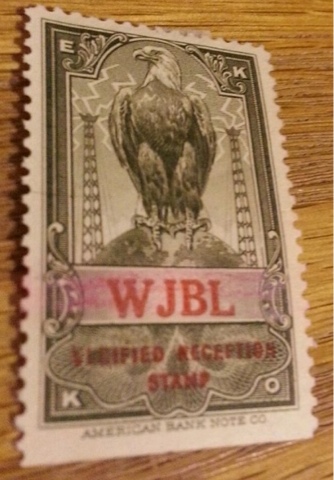 E K
WJBL
VERIFIED RECEPTION
STAMP
K O
AMERICAN BANK NOTE CO.